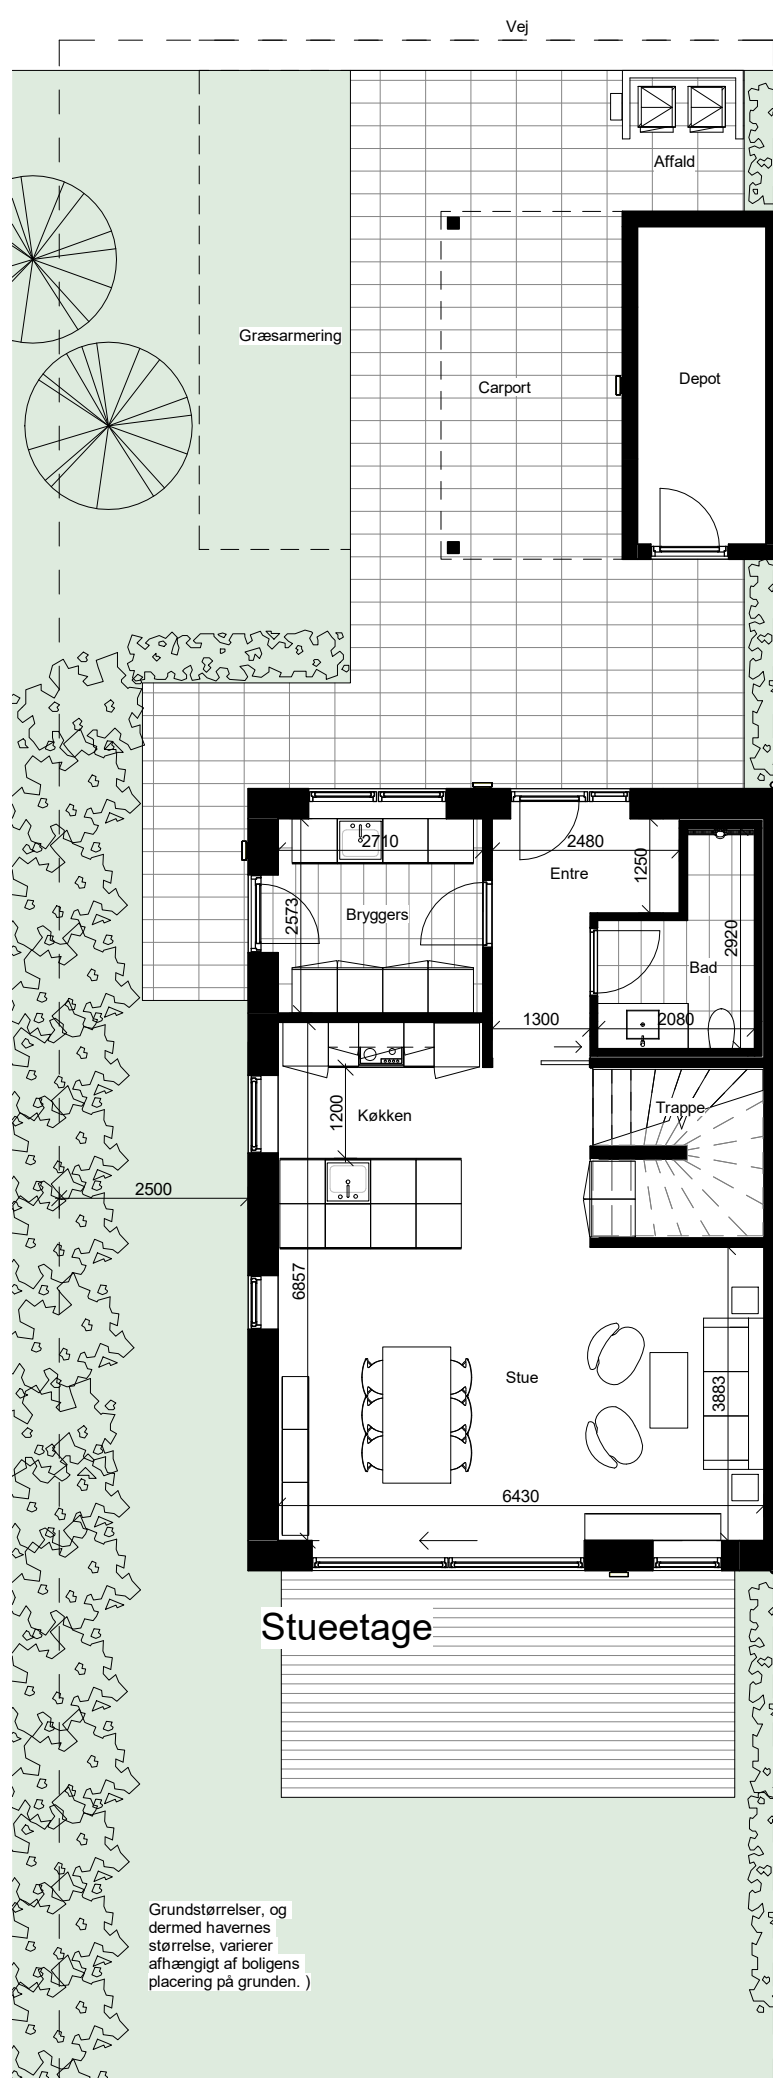 Vej
Affald
Græsarmering
Carport
Depot
2710
2480
1250
Entre
2573
Bryggers
2920
Bad
1300
2080
1200
Køkken
Trappe
2500
6857
Stue
3883
6430
Stueetage
Grundstørrelser, og
dermed havernes
størrelse, varierer
afhængigt af boligens
placering på grunden. )